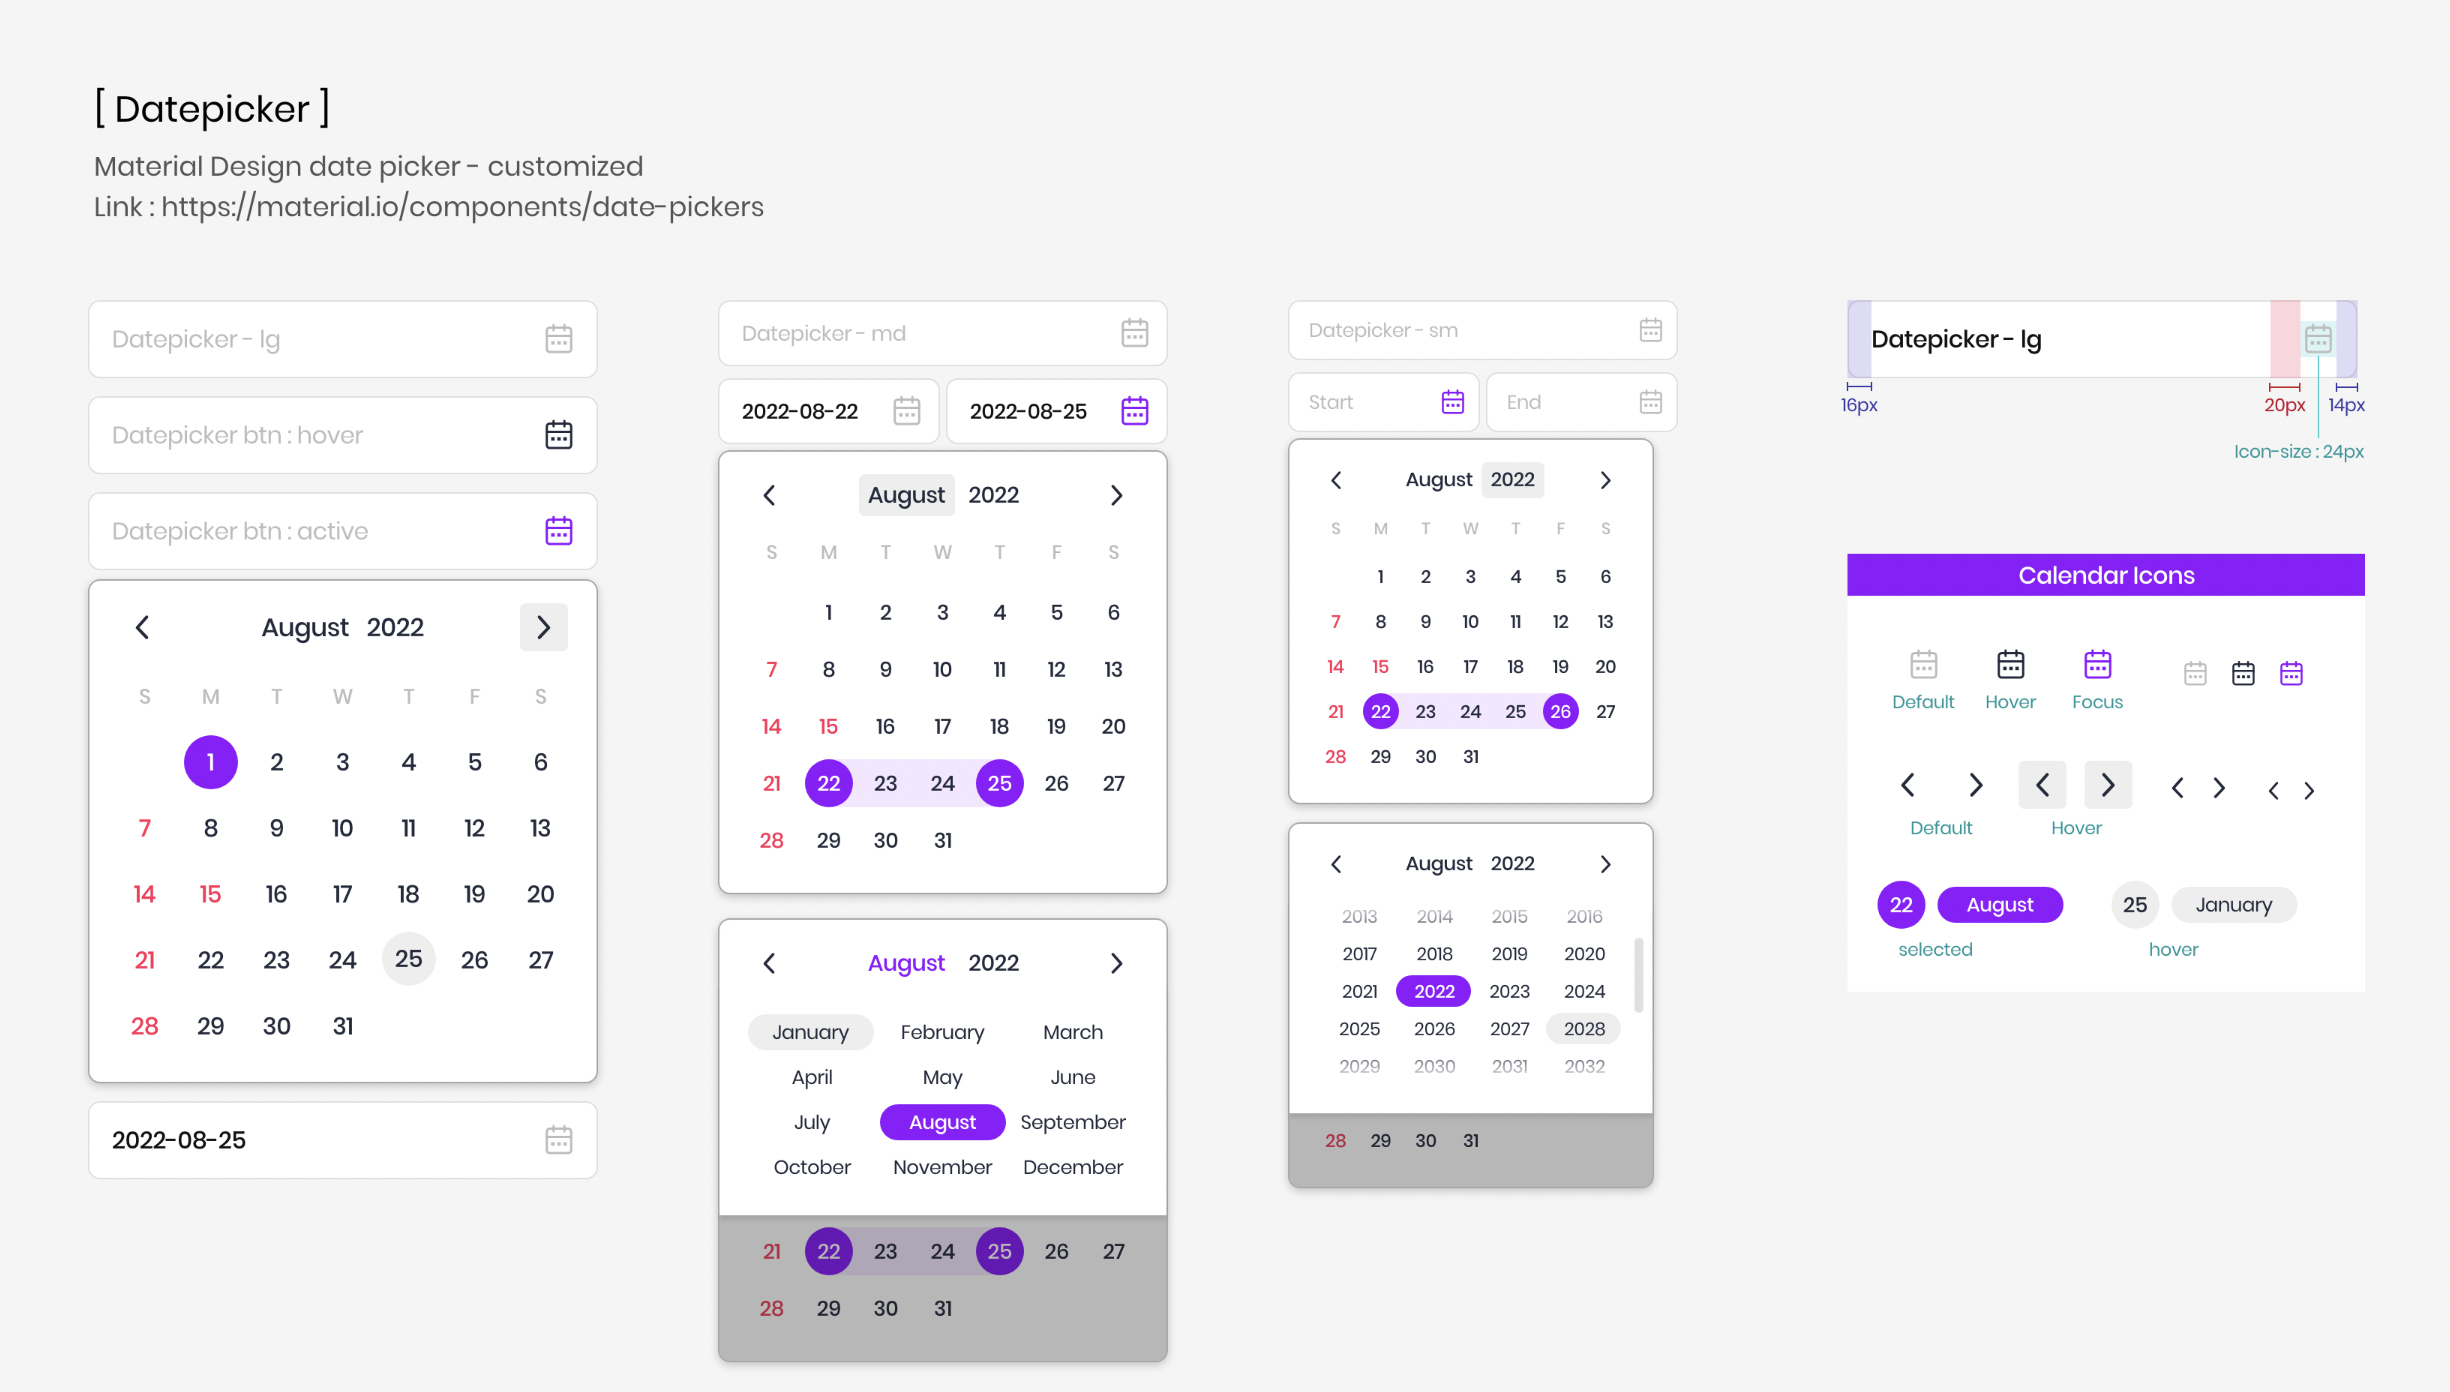 [ Datepicker ]
Material Design date picker - customized
Link : https://material.io/components/date-pickers
Datepicker - lg
Datepicker btn : hover
Datepicker btn : active
August 2022
S M T W T F S
1 2 3 4 5 6
7 8 9 10 11 12 13
14 15 16 17 18 19 20
21 22 23 24 25 26 27
28 29 30 31
2022-08-25
Datepicker - md
2022-08-22 2022-08-25
August 2022
S M T W T F S
1 2 3 4 5 6
7 8 9 10 11 12 13
14 15 16 17 18 19 20
21 22 23 24 25 26 27
28 29 30 31
August 2022
January February March
April May June
July August September
October November December
21 22 23 24 25 26 27
28 29 30 31
Datepicker - sm
Start End
August 2022
S M T W T F S
1 2 3 4 5 6
7 8 9 10 11 12 13
14 15 16 17 18 19 20
21 22 23 24 25 26 27
28 29 30 31
August 2022
2013 2014 2015 2016
2017 2018 2019 2020
2021 2022 2023 2024
2025 2026 2027 2028
2029 2030 2031 2032
28 29 30 31
Datepicker - lg
16px 20px 14px
Icon-size : 24px
Calendar Icons
Default Hover Focus
Default Hover
22 August 25 January
selected hover